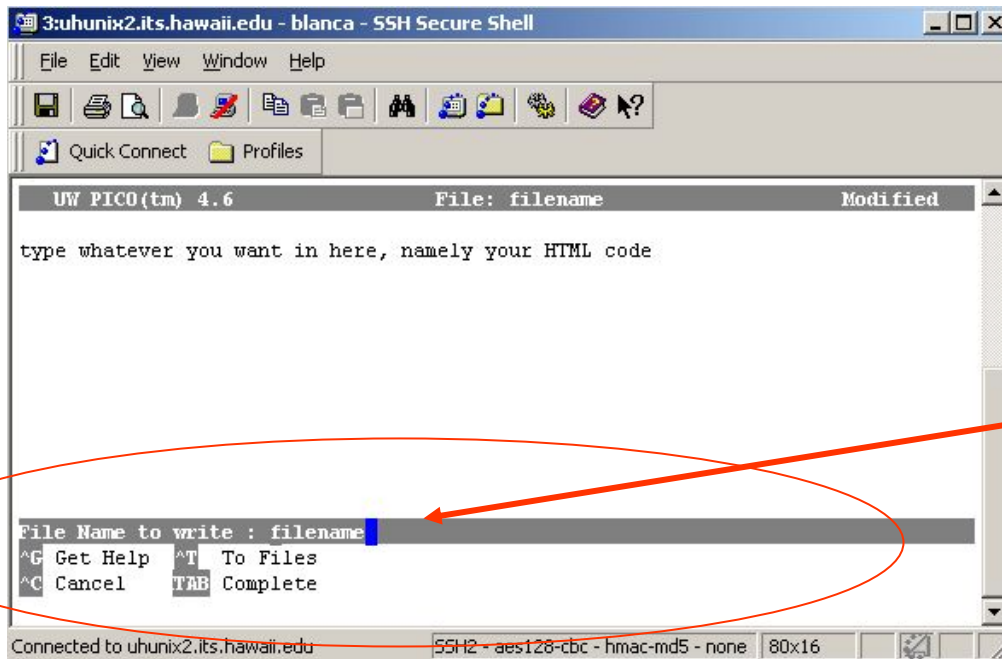 3:uhunix2.its.hawaii.edu - blanca - SSH Secure Shell
File Edit View Window Help
Quick Connect Profiles
UW PICO(tm) 4.6 File: filename Modified
type whatever you want in here, namely your HTML code
File Name to write : filename
^G Get Help ^T To Files
^C Cancel TAB Complete
Connected to uhunix2.its.hawaii.edu SSH2 - aes128-cbc - hmac-md5 - none 80x16